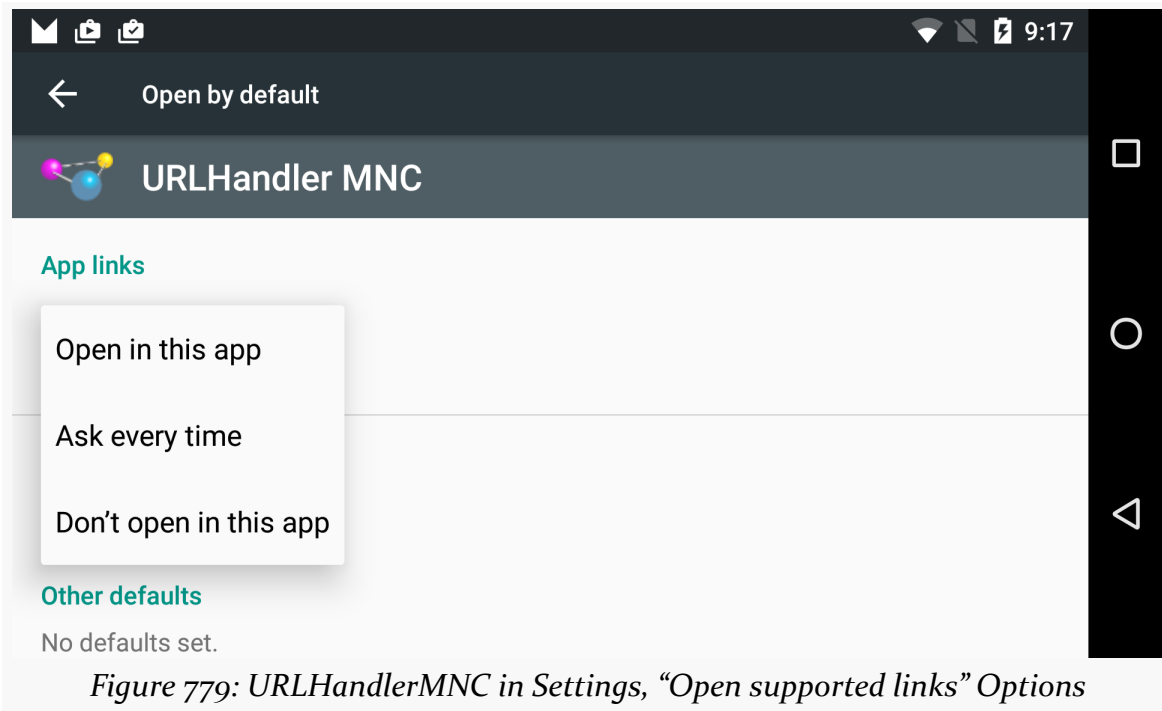 9:17
Open by default
URLHandler MNC
App links
Open in this app
Ask every time
Don’t open in this app
Other defaults
No defaults set.
Figure 779: URLHandlerMNC in Settings, “Open supported links” Options